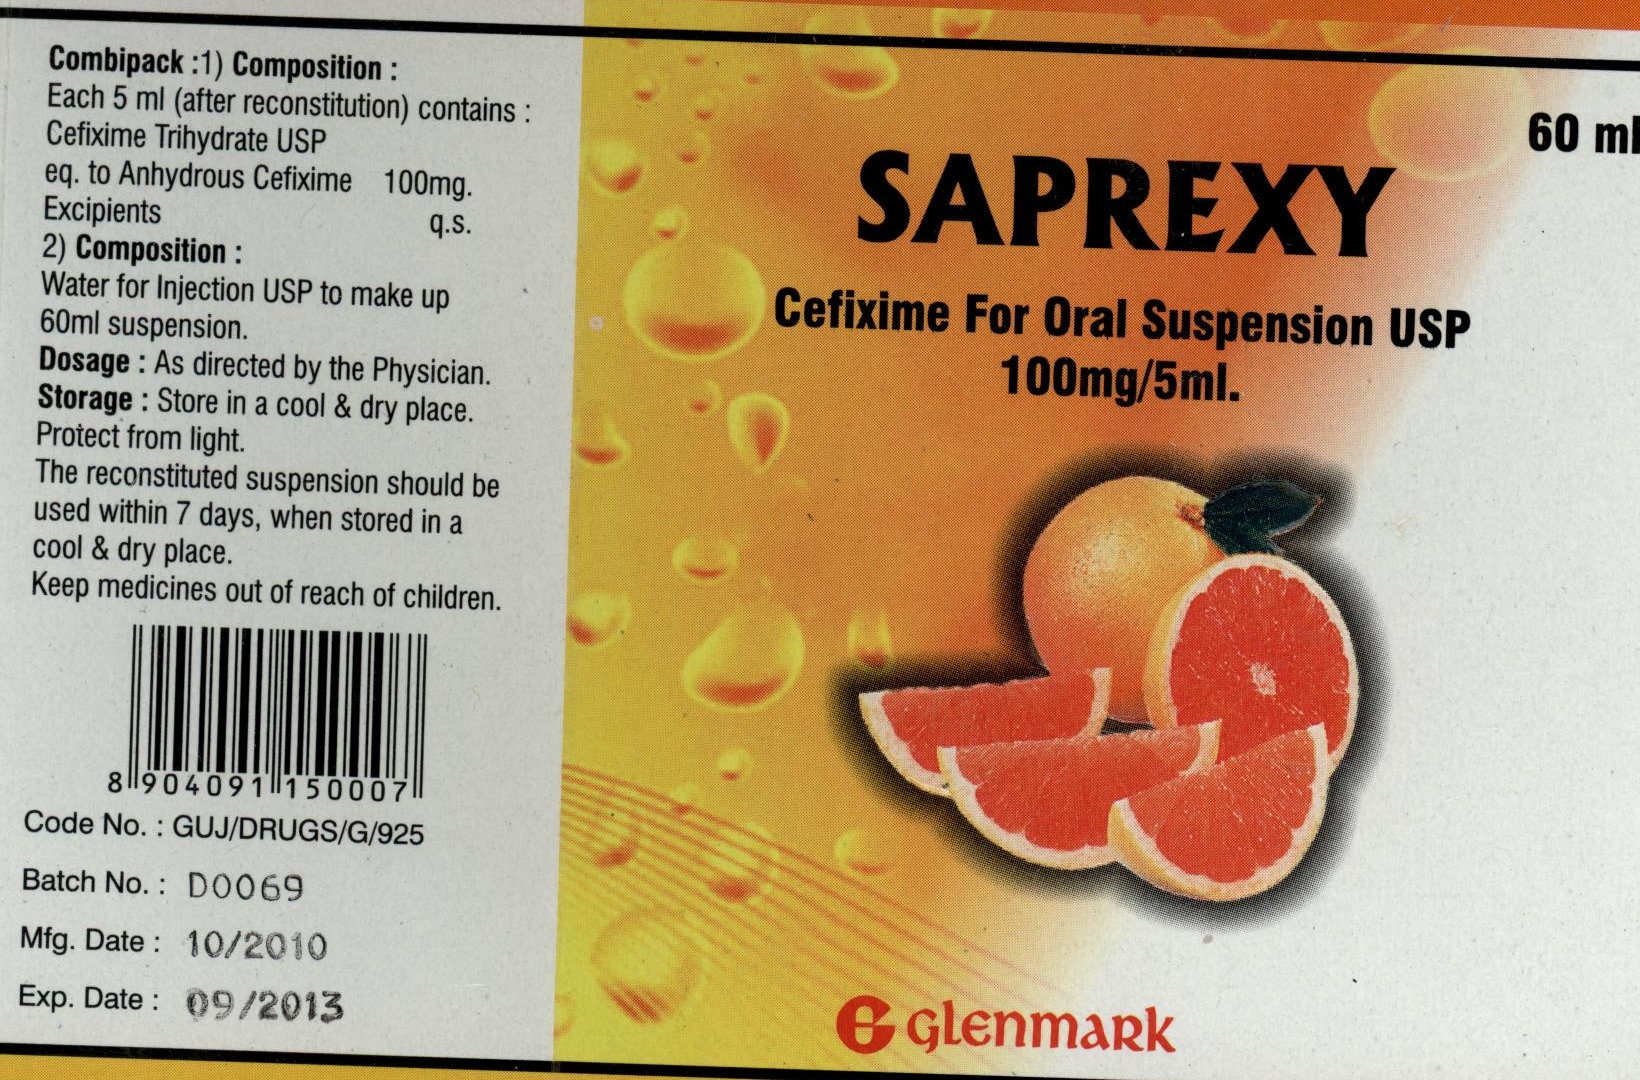 Combipack :1) Composition :
Each 5 ml (after reconstitution) contains :
Cefixime Trihydrate USP
eq. to Anhydrous Cefixime 100mg.
Excipients q.s.
2) Composition :
Water for Injection USP to make up
60ml suspension.
Dosage : As directed by the Physician.
Storage : Store in a cool & dry place.
Protect from light.
The reconstituted suspension should be
used within 7 days, when stored in a
cool & dry place.
Keep medicines out of reach of children.
8 904091 150007
Code No. : GUJ/DRUGS/G/925
Batch No. : D0069
Mfg. Date : 10/2010
Exp. Date : 09/2013
60 ml
SAPREXY
Cefixime For Oral Suspension USP
100mg/5ml.
G GLENMARK